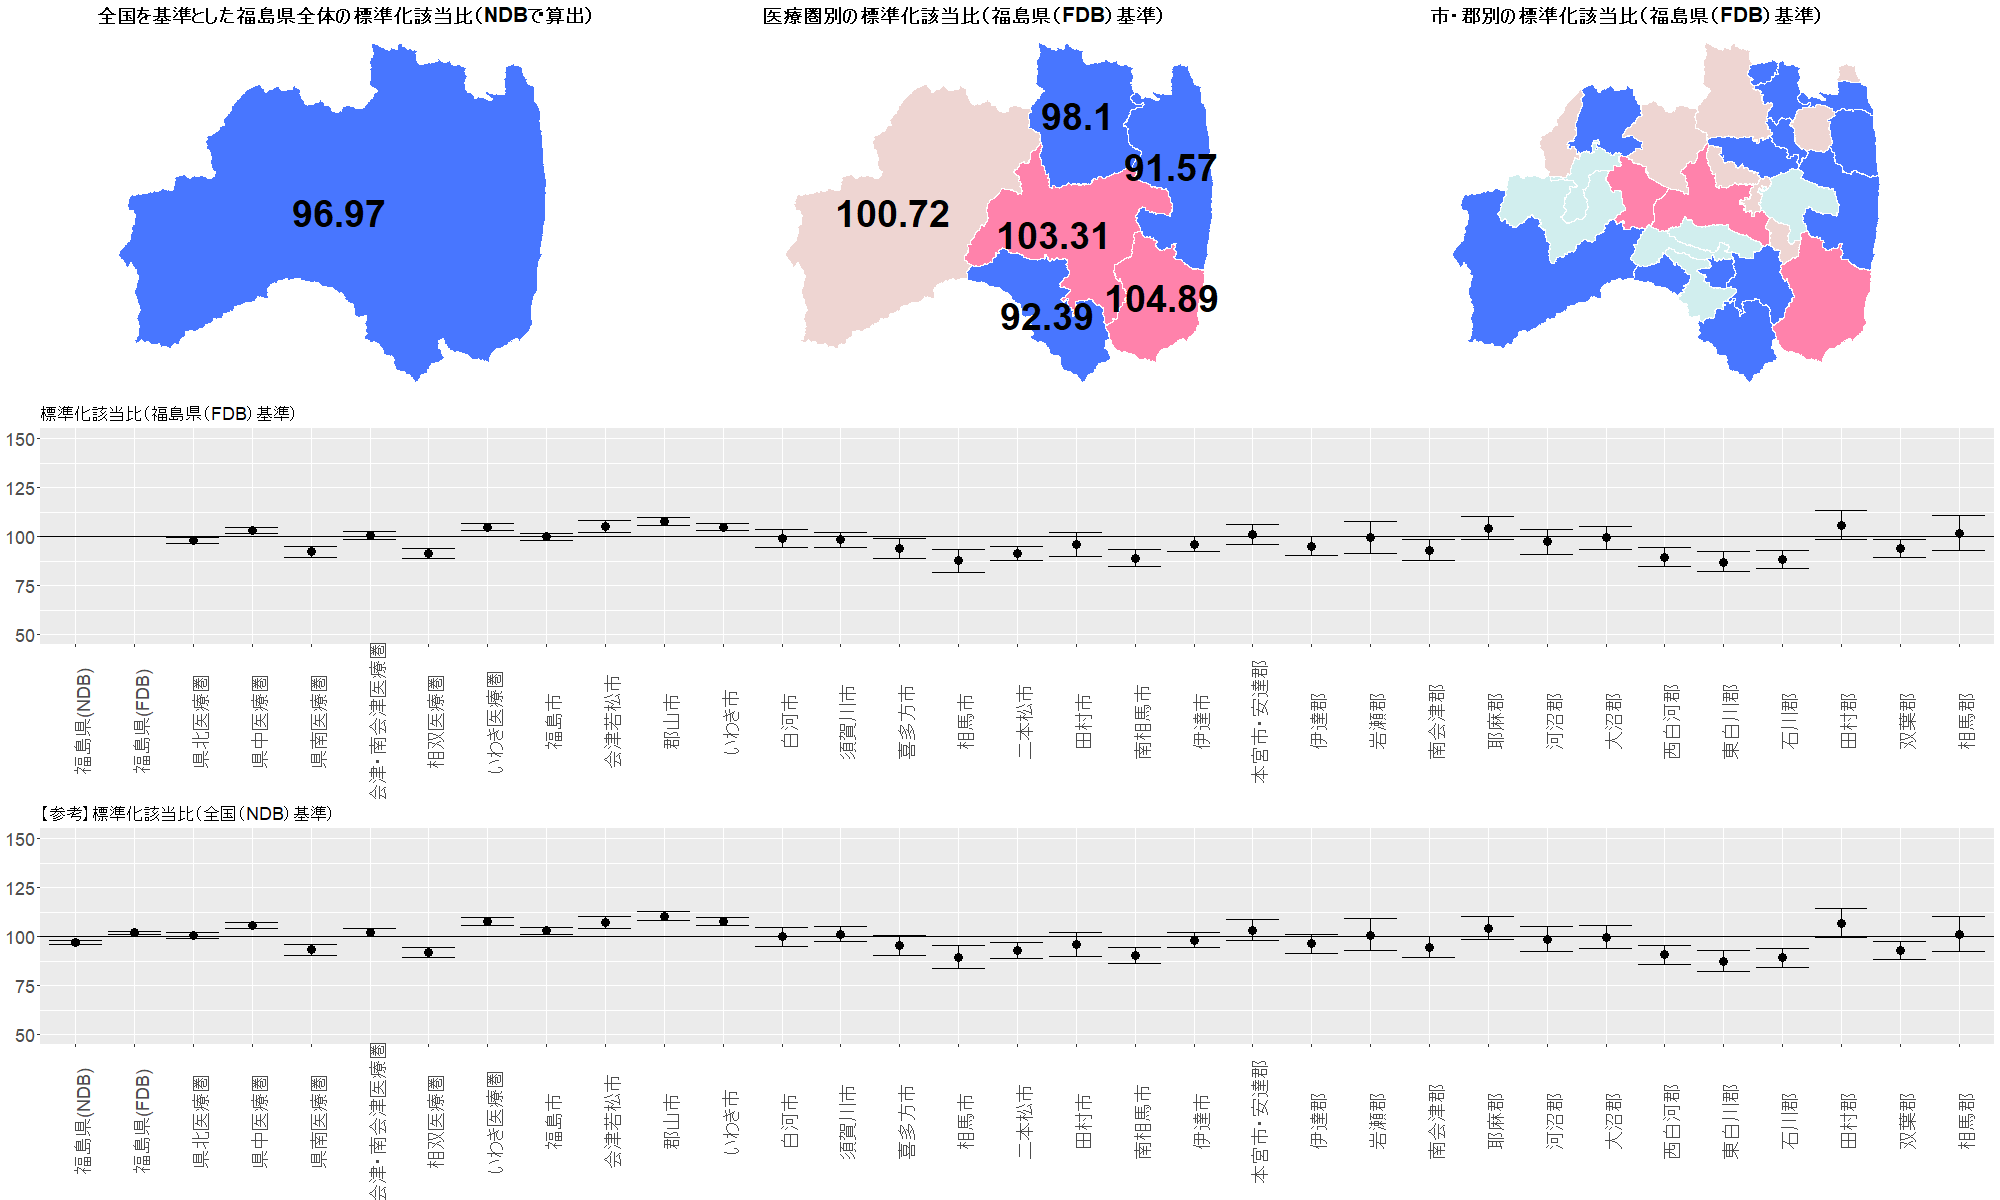 全国を基準とした福島県全体の標準化該当比（NDBで算出）
医療圏別の標準化該当比（福島県（FDB）基準）
市・郡別の標準化該当比（福島県（FDB）基準）
96.97
98.1
91.57
100.72
103.31
104.89
92.39
標準化該当比（福島県（FDB）基準）
150
125
100
75
50
福島県(NDB)
福島県(FDB)
県北医療圏
県中医療圏
県南医療圏
会津・南会津医療圏
相双医療圏
いわき医療圏
福島市
会津若松市
郡山市
いわき市
白河市
須賀川市
喜多方市
相馬市
二本松市
田村市
南相馬市
伊達市
本宮市・安達郡
伊達郡
岩瀬郡
南会津郡
耶麻郡
河沼郡
大沼郡
西白河郡
東白川郡
石川郡
田村郡
双葉郡
相馬郡
【参考】標準化該当比（全国（NDB）基準）
150
125
100
75
50
福島県(NDB)
福島県(FDB)
県北医療圏
県中医療圏
県南医療圏
会津・南会津医療圏
相双医療圏
いわき医療圏
福島市
会津若松市
郡山市
いわき市
白河市
須賀川市
喜多方市
相馬市
二本松市
田村市
南相馬市
伊達市
本宮市・安達郡
伊達郡
岩瀬郡
南会津郡
耶麻郡
河沼郡
大沼郡
西白河郡
東白川郡
石川郡
田村郡
双葉郡
相馬郡